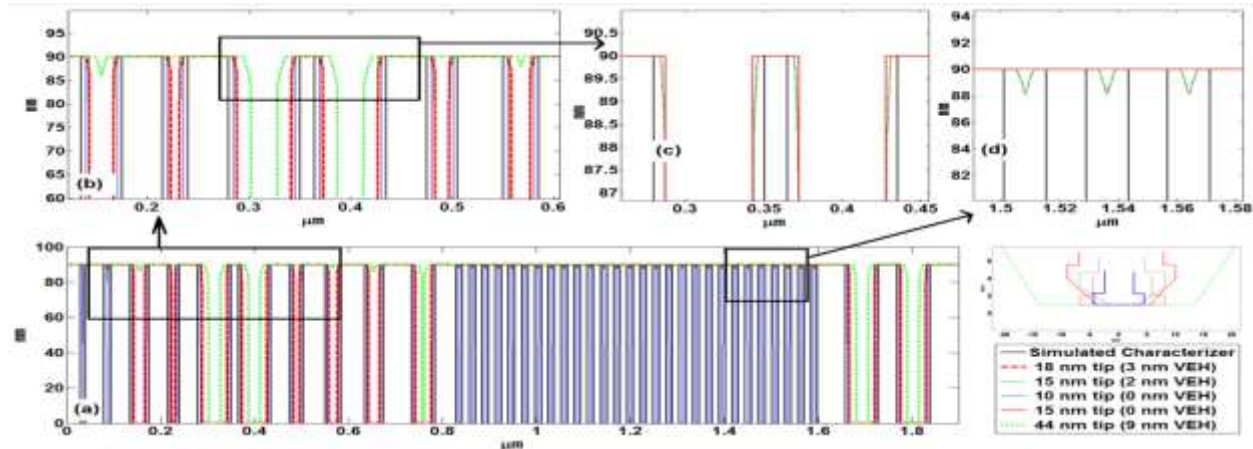 95
90
85
80
75
70
65
60
(b)
0.2 0.3 0.4 0.5 0.6
μm
90.5
90
89.5
89
88.5
88
87.5
87
(c)
0.3 0.35 0.4 0.45
μm
94
92
90
88
86
84
82
(d)
1.5 1.52 1.54 1.56 1.58
μm
100
80
60
40
20
0
(a)
0 0.2 0.4 0.6 0.8 1 1.2 1.4 1.6 1.8
μm
Simulated Characterizer
18 nm tip (3 nm VEH)
15 nm tip (2 nm VEH)
10 nm tip (0 nm VEH)
15 nm tip (0 nm VEH)
44 nm tip (9 nm VEH)